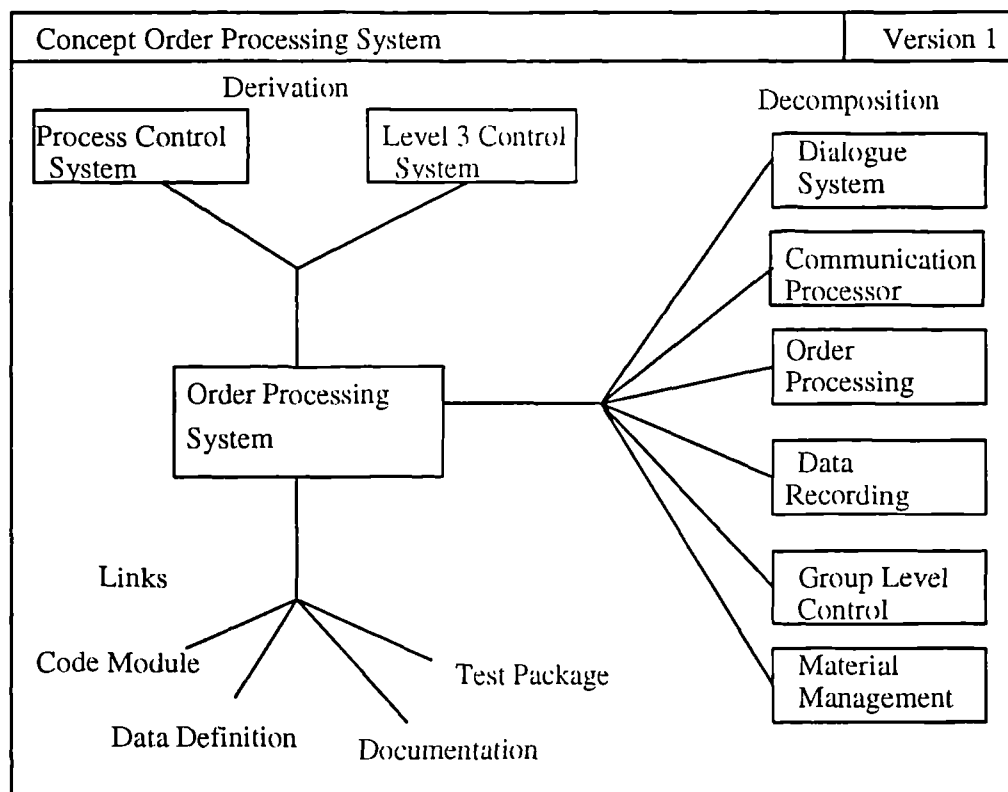 Concept Order Processing System
Version 1
Derivation
Process Control
System
Level 3 Control
System
Decomposition
Dialogue
System
Communication
Processor
Order
Processing
Data
Recording
Group Level
Control
Material
Management
Order Processing
System
Links
Code Module
Data Definition
Documentation
Test Package